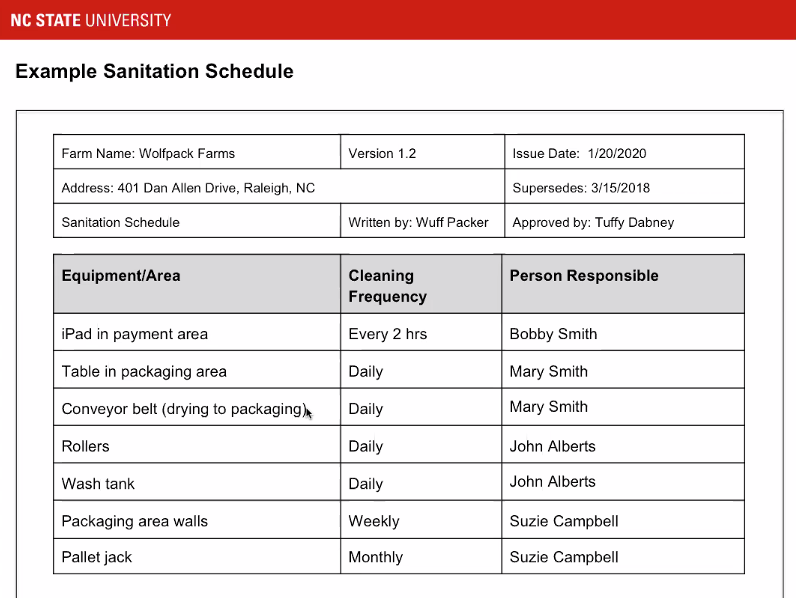 NC STATE UNIVERSITY
Example Sanitation Schedule
Farm Name: Wolfpack Farms Version 1.2 Issue Date: 1/20/2020
Address: 401 Dan Allen Drive, Raleigh, NC Supersedes: 3/15/2018
Sanitation Schedule Written by: Wuff Packer Approved by: Tuffy Dabney
Equipment/Area Cleaning Frequency Person Responsible
iPad in payment area Every 2 hrs Bobby Smith
Table in packaging area Daily Mary Smith
Conveyor belt (drying to packaging) Daily Mary Smith
Rollers Daily John Alberts
Wash tank Daily John Alberts
Packaging area walls Weekly Suzie Campbell
Pallet jack Monthly Suzie Campbell